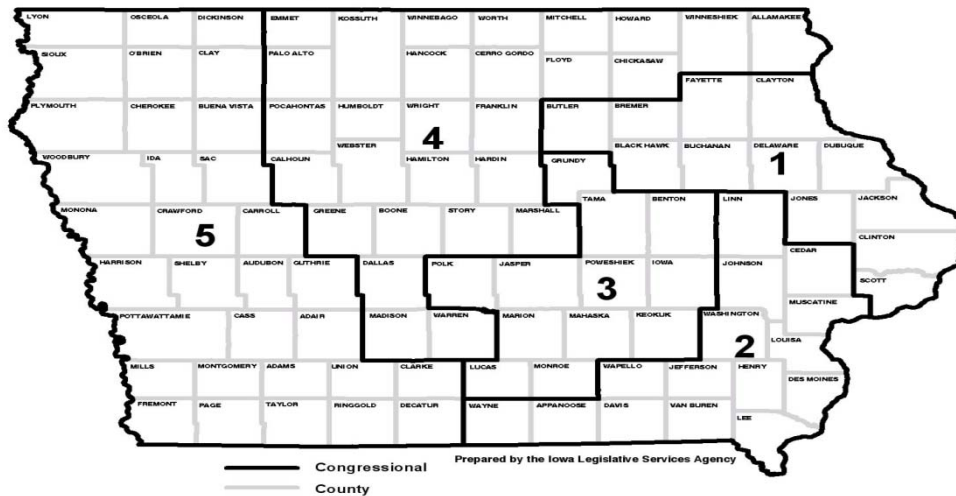 LYON OSCEOLA DICKINSON EMMET KOSSUTH WINNEBAGO WORTH MITCHELL HOWARD WINNESHIEK ALLAMAKEE
SIOUX O'BRIEN CLAY PALO ALTO HANCOCK CERRO GORDO FLOYD CHICKASAW
FAYETTE CLAYTON
PLYMOUTH CHEROKEE BUENA VISTA POCAHONTAS HUMBOLDT WRIGHT FRANKLIN BUTLER BREMER
4
WEBSTER BLACK HAWK BUCHANAN DELAWARE DUBUQUE
WOODBURY IDA SAC CALHOUN HAMILTON HARDIN GRUNDY
1
TAMA BENTON LINN JONES JACKSON
MONONA CRAWFORD CARROLL GREENE BOONE STORY MARSHALL
5
CLINTON
CEDAR
HARRISON SHELBY AUDUBON GUTHRIE DALLAS POLK JASPER POWESHIEK IOWA JOHNSON
SCOTT
3
MUSCATINE
POTTAWATTAMIE CASS ADAIR MADISON WARREN MARION MAHASKA KEOKUK WASHINGTON
LOUISA
2
MILLS MONTGOMERY ADAMS UNION CLARKE LUCAS MONROE WAPELLO JEFFERSON HENRY
DES MOINES
FREMONT PAGE TAYLOR RINGGOLD DECATUR WAYNE APPANOOSE DAVIS VAN BUREN
LEE
Prepared by the Iowa Legislative Services Agency
Congressional
County